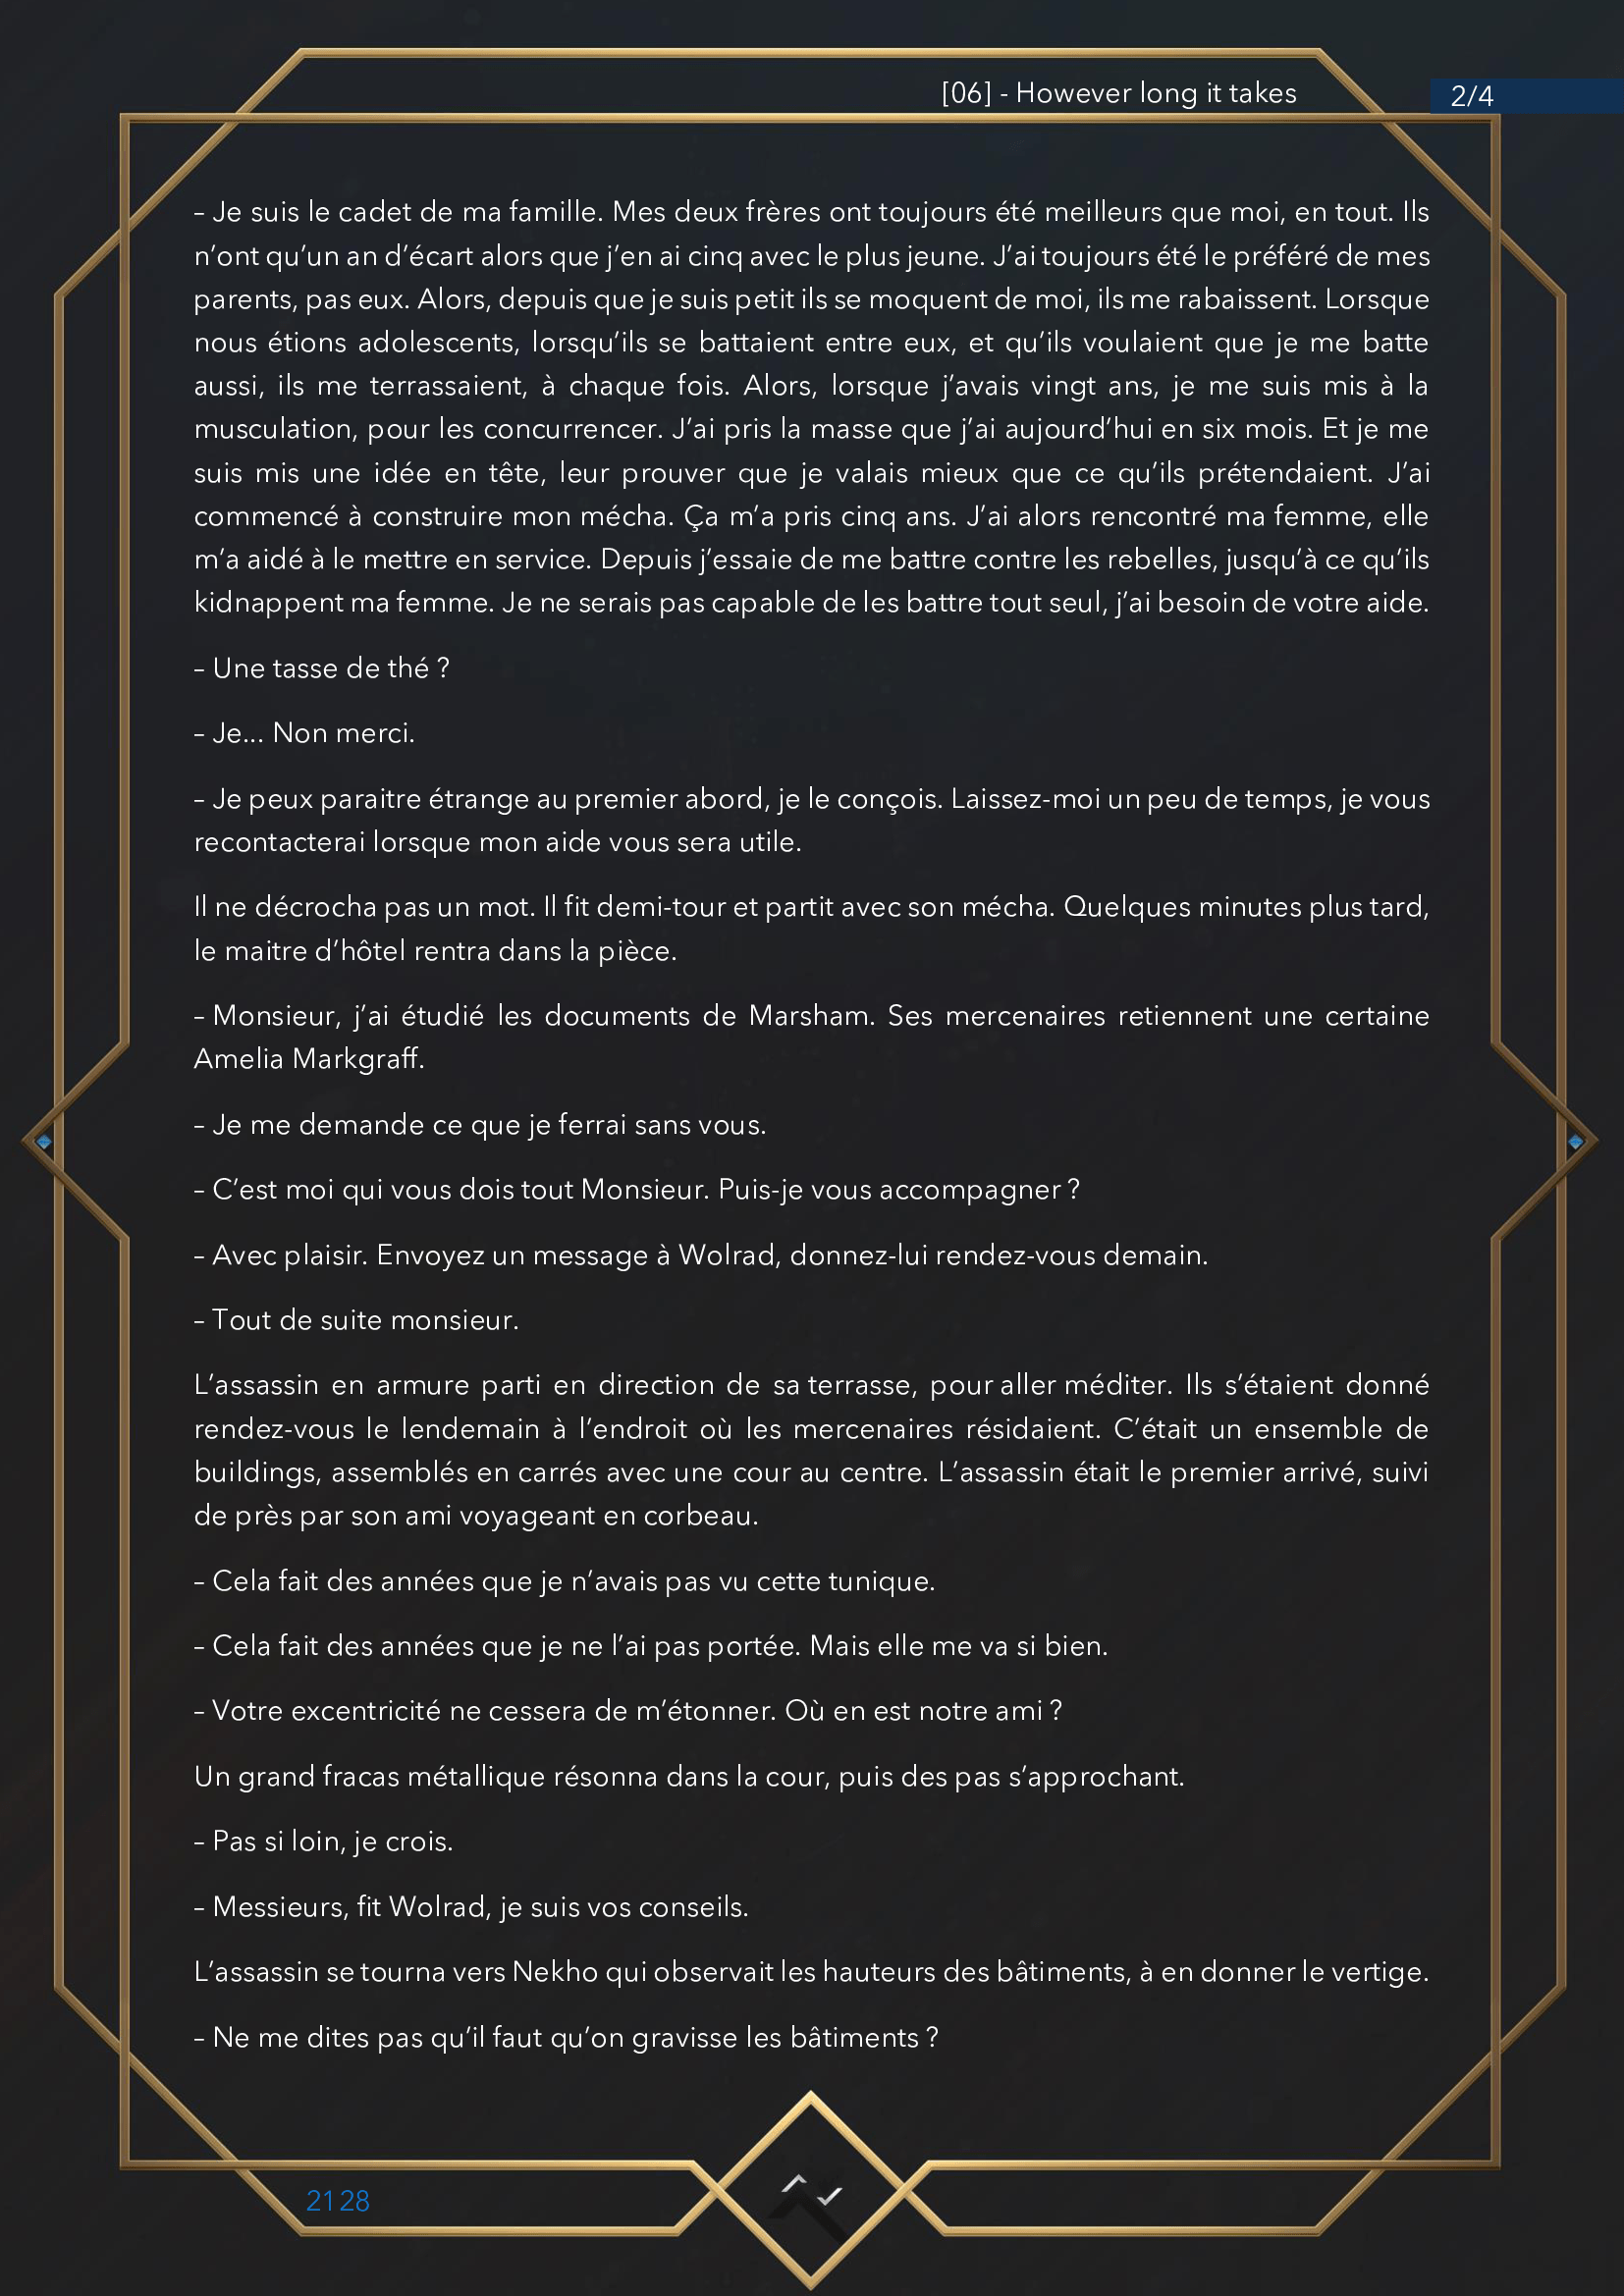 [06] - However long it takes
2/4
– Je suis le cadet de ma famille. Mes deux frères ont toujours été meilleurs que moi, en tout. Ils
n’ont qu’un an d’écart alors que j’en ai cinq avec le plus jeune. J’ai toujours été le préféré de mes
parents, pas eux. Alors, depuis que je suis petit ils se moquent de moi, ils me rabaissent. Lorsque
nous étions adolescents, lorsqu’ils se battaient entre eux, et qu’ils voulaient que je me batte
aussi, ils me terrassaient, à chaque fois. Alors, lorsque j’avais vingt ans, je me suis mis à la
musculation, pour les concurrencer. J’ai pris la masse que j’ai aujourd’hui en six mois. Et je me
suis mis une idée en tête, leur prouver que je valais mieux que ce qu’ils prétendaient. J’ai
commencé à construire mon mécha. Ça m’a pris cinq ans. J’ai alors rencontré ma femme, elle
m’a aidé à le mettre en service. Depuis j’essaie de me battre contre les rebelles, jusqu’à ce qu’ils
kidnappent ma femme. Je ne serais pas capable de les battre tout seul, j’ai besoin de votre aide.
– Une tasse de thé ?
– Je... Non merci.
– Je peux paraitre étrange au premier abord, je le conçois. Laissez-moi un peu de temps, je vous
recontacterai lorsque mon aide vous sera utile.
Il ne décrocha pas un mot. Il fit demi-tour et partit avec son mécha. Quelques minutes plus tard,
le maitre d’hôtel rentra dans la pièce.
– Monsieur, j’ai étudié les documents de Marsham. Ses mercenaires retiennent une certaine
Amelia Markgraff.
– Je me demande ce que je ferrai sans vous.
– C’est moi qui vous dois tout Monsieur. Puis-je vous accompagner ?
– Avec plaisir. Envoyez un message à Wolrad, donnez-lui rendez-vous demain.
– Tout de suite monsieur.
L’assassin en armure parti en direction de sa terrasse, pour aller méditer. Ils s’étaient donné
rendez-vous le lendemain à l’endroit où les mercenaires résidaient. C’était un ensemble de
buildings, assemblés en carrés avec une cour au centre. L’assassin était le premier arrivé, suivi
de près par son ami voyageant en corbeau.
– Cela fait des années que je n’avais pas vu cette tunique.
– Cela fait des années que je ne l’ai pas portée. Mais elle me va si bien.
– Votre excentricité ne cessera de m’étonner. Où en est notre ami ?
Un grand fracas métallique résonna dans la cour, puis des pas s’approchant.
– Pas si loin, je crois.
– Messieurs, fit Wolrad, je suis vos conseils.
L’assassin se tourna vers Nekho qui observait les hauteurs des bâtiments, à en donner le vertige.
– Ne me dites pas qu’il faut qu’on gravisse les bâtiments ?
2128